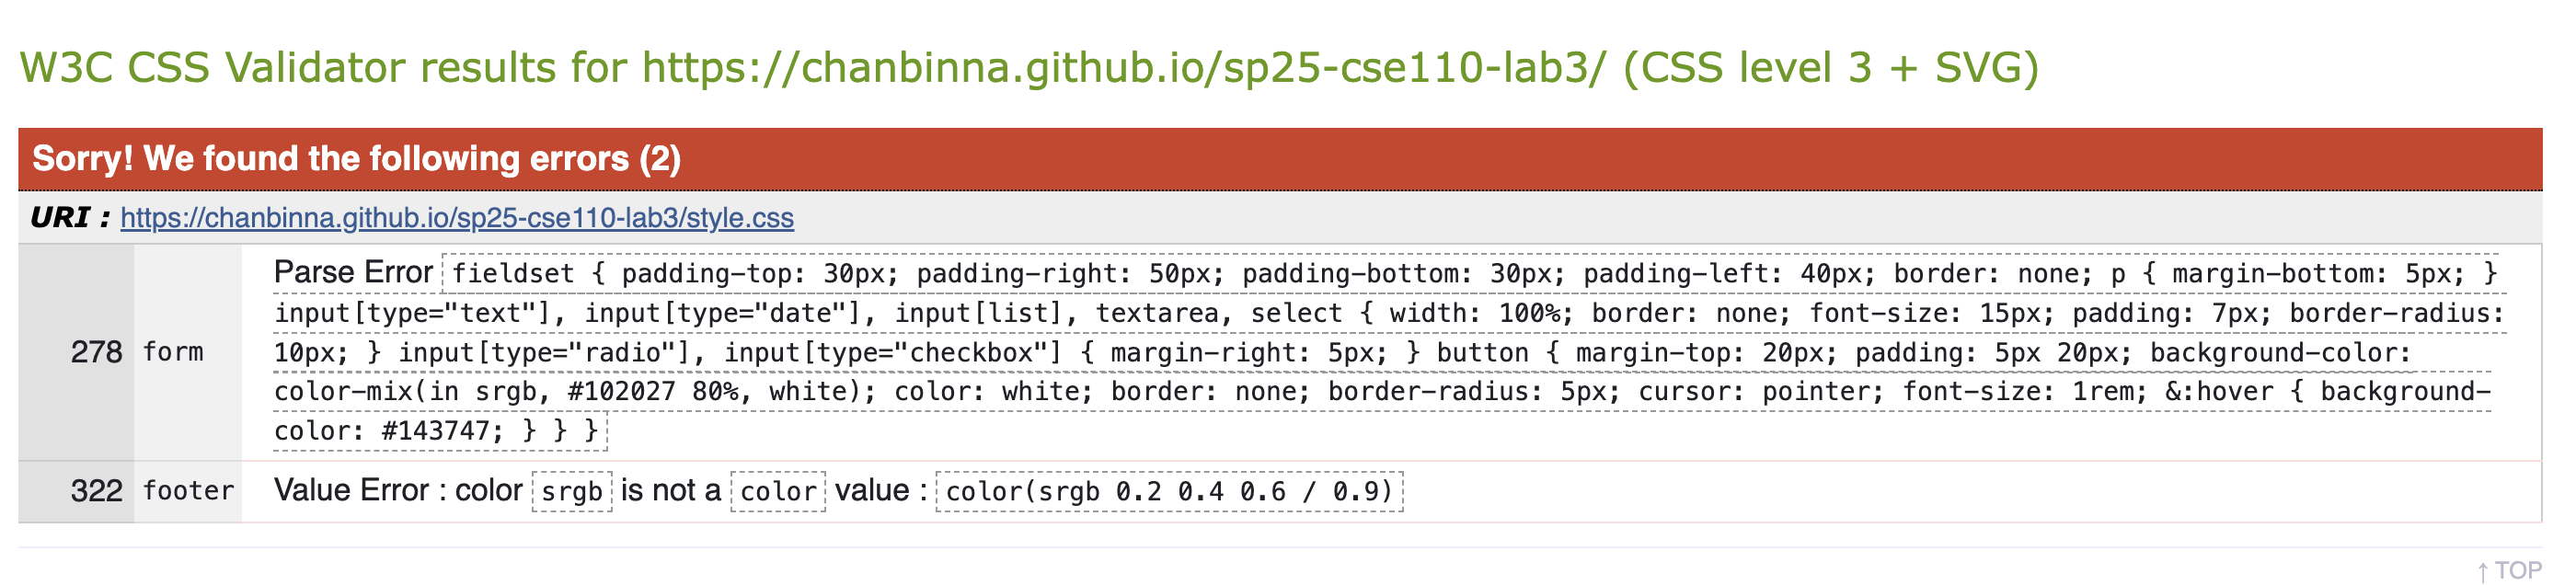 W3C CSS Validator results for https://chanbinna.github.io/sp25-cse110-lab3/ (CSS level 3 + SVG)
Sorry! We found the following errors (2)
URI : https://chanbinna.github.io/sp25-cse110-lab3/style.css
Parse Error fieldset { padding-top: 30px; padding-right: 50px; padding-bottom: 30px; padding-left: 40px; border: none; p { margin-bottom: 5px; }
input[type="text"], input[type="date"], input[list], textarea, select { width: 100%; border: none; font-size: 15px; padding: 7px; border-radius:
278 form 10px; } input[type="radio"], input[type="checkbox"] { margin-right: 5px; } button { margin-top: 20px; padding: 5px 20px; background-color:
color-mix(in srgb, #102027 80%, white); color: white; border: none; border-radius: 5px; cursor: pointer; font-size: 1rem; &:hover { background-
color: #143747; } } }
322 footer Value Error : color srgb is not a color value : color(srgb 0.2 0.4 0.6 / 0.9)
↑ TOP